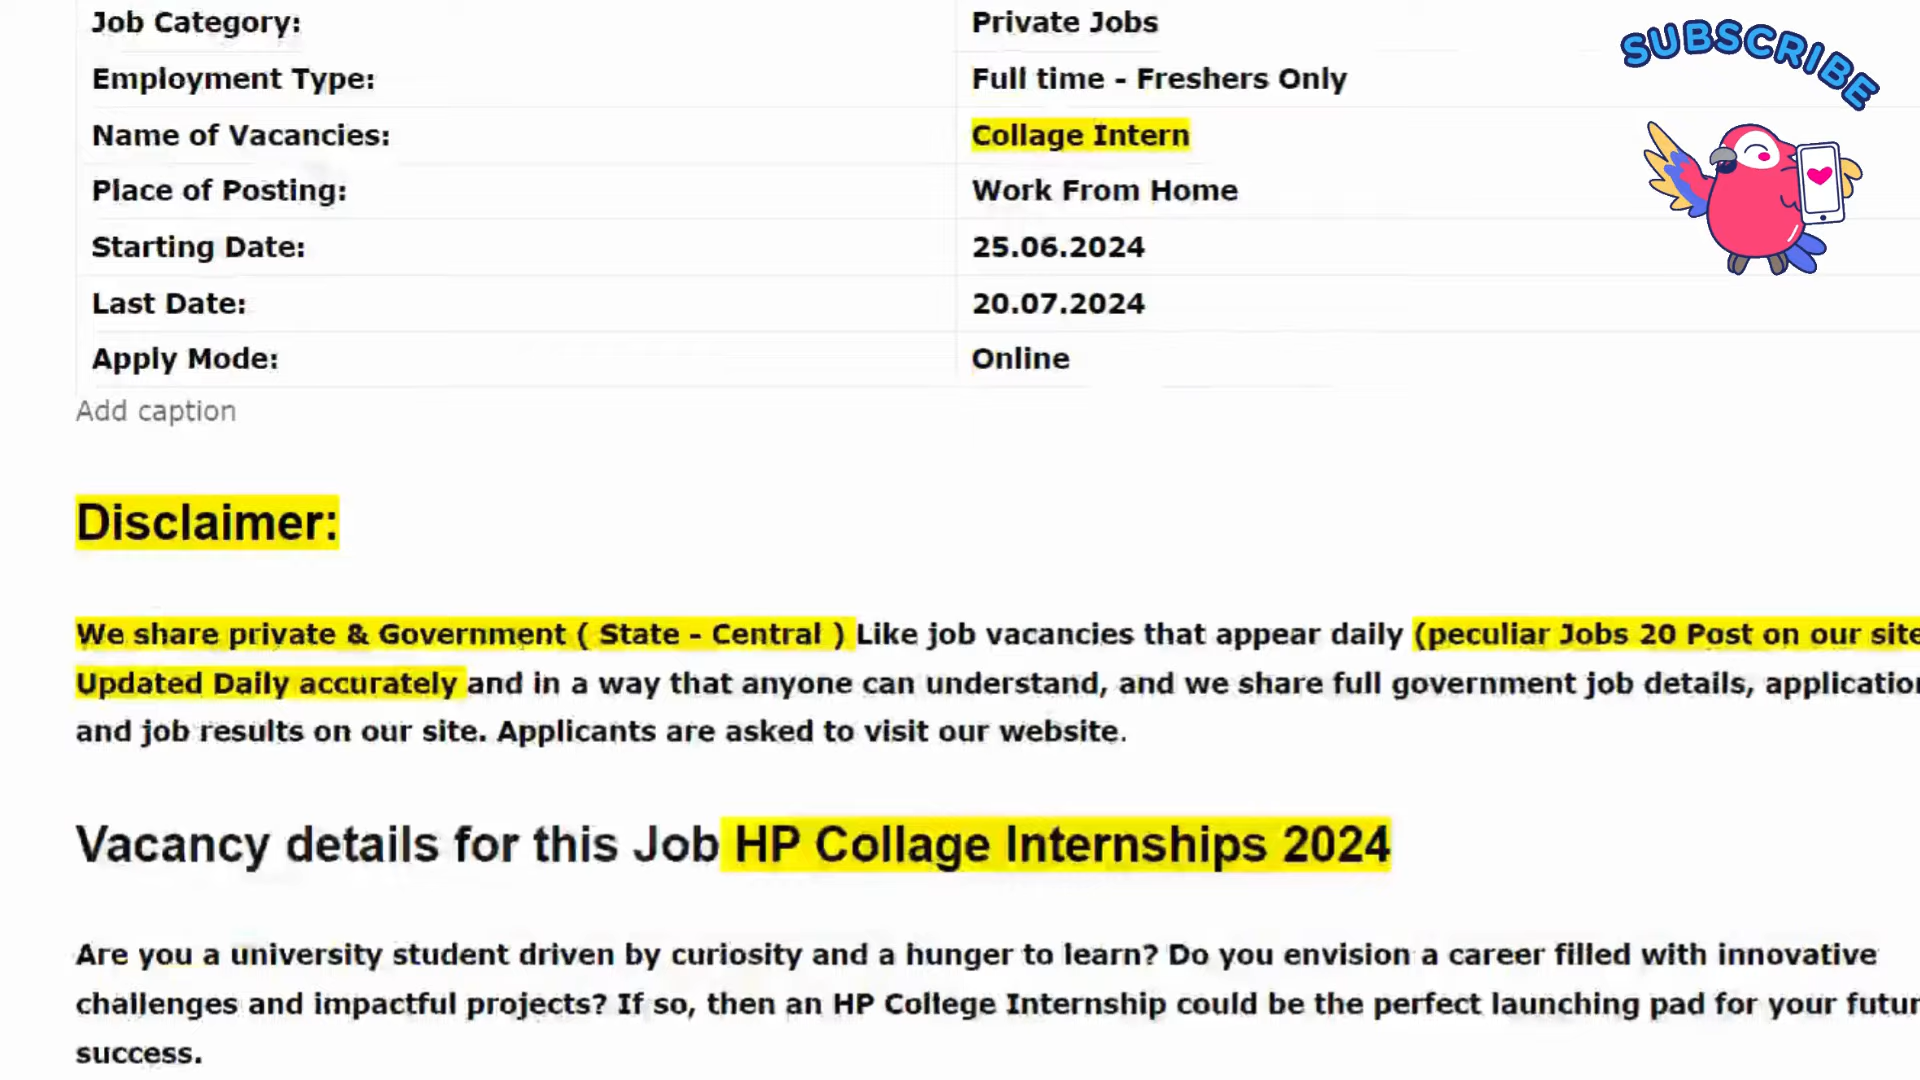 Job Category: Private Jobs
SUBSCRIBE
Employment Type: Full time - Freshers Only
Name of Vacancies: Collage Intern
Place of Posting: Work From Home
Starting Date: 25.06.2024
Last Date: 20.07.2024
Apply Mode: Online
Add caption
Disclaimer:
We share private & Government ( State - Central ) Like job vacancies that appear daily (peculiar Jobs 20 Post on our site
Updated Daily accurately and in a way that anyone can understand, and we share full government job details, application
and job results on our site. Applicants are asked to visit our website.
Vacancy details for this Job HP Collage Internships 2024
Are you a university student driven by curiosity and a hunger to learn? Do you envision a career filled with innovative
challenges and impactful projects? If so, then an HP College Internship could be the perfect launching pad for your futur
success.